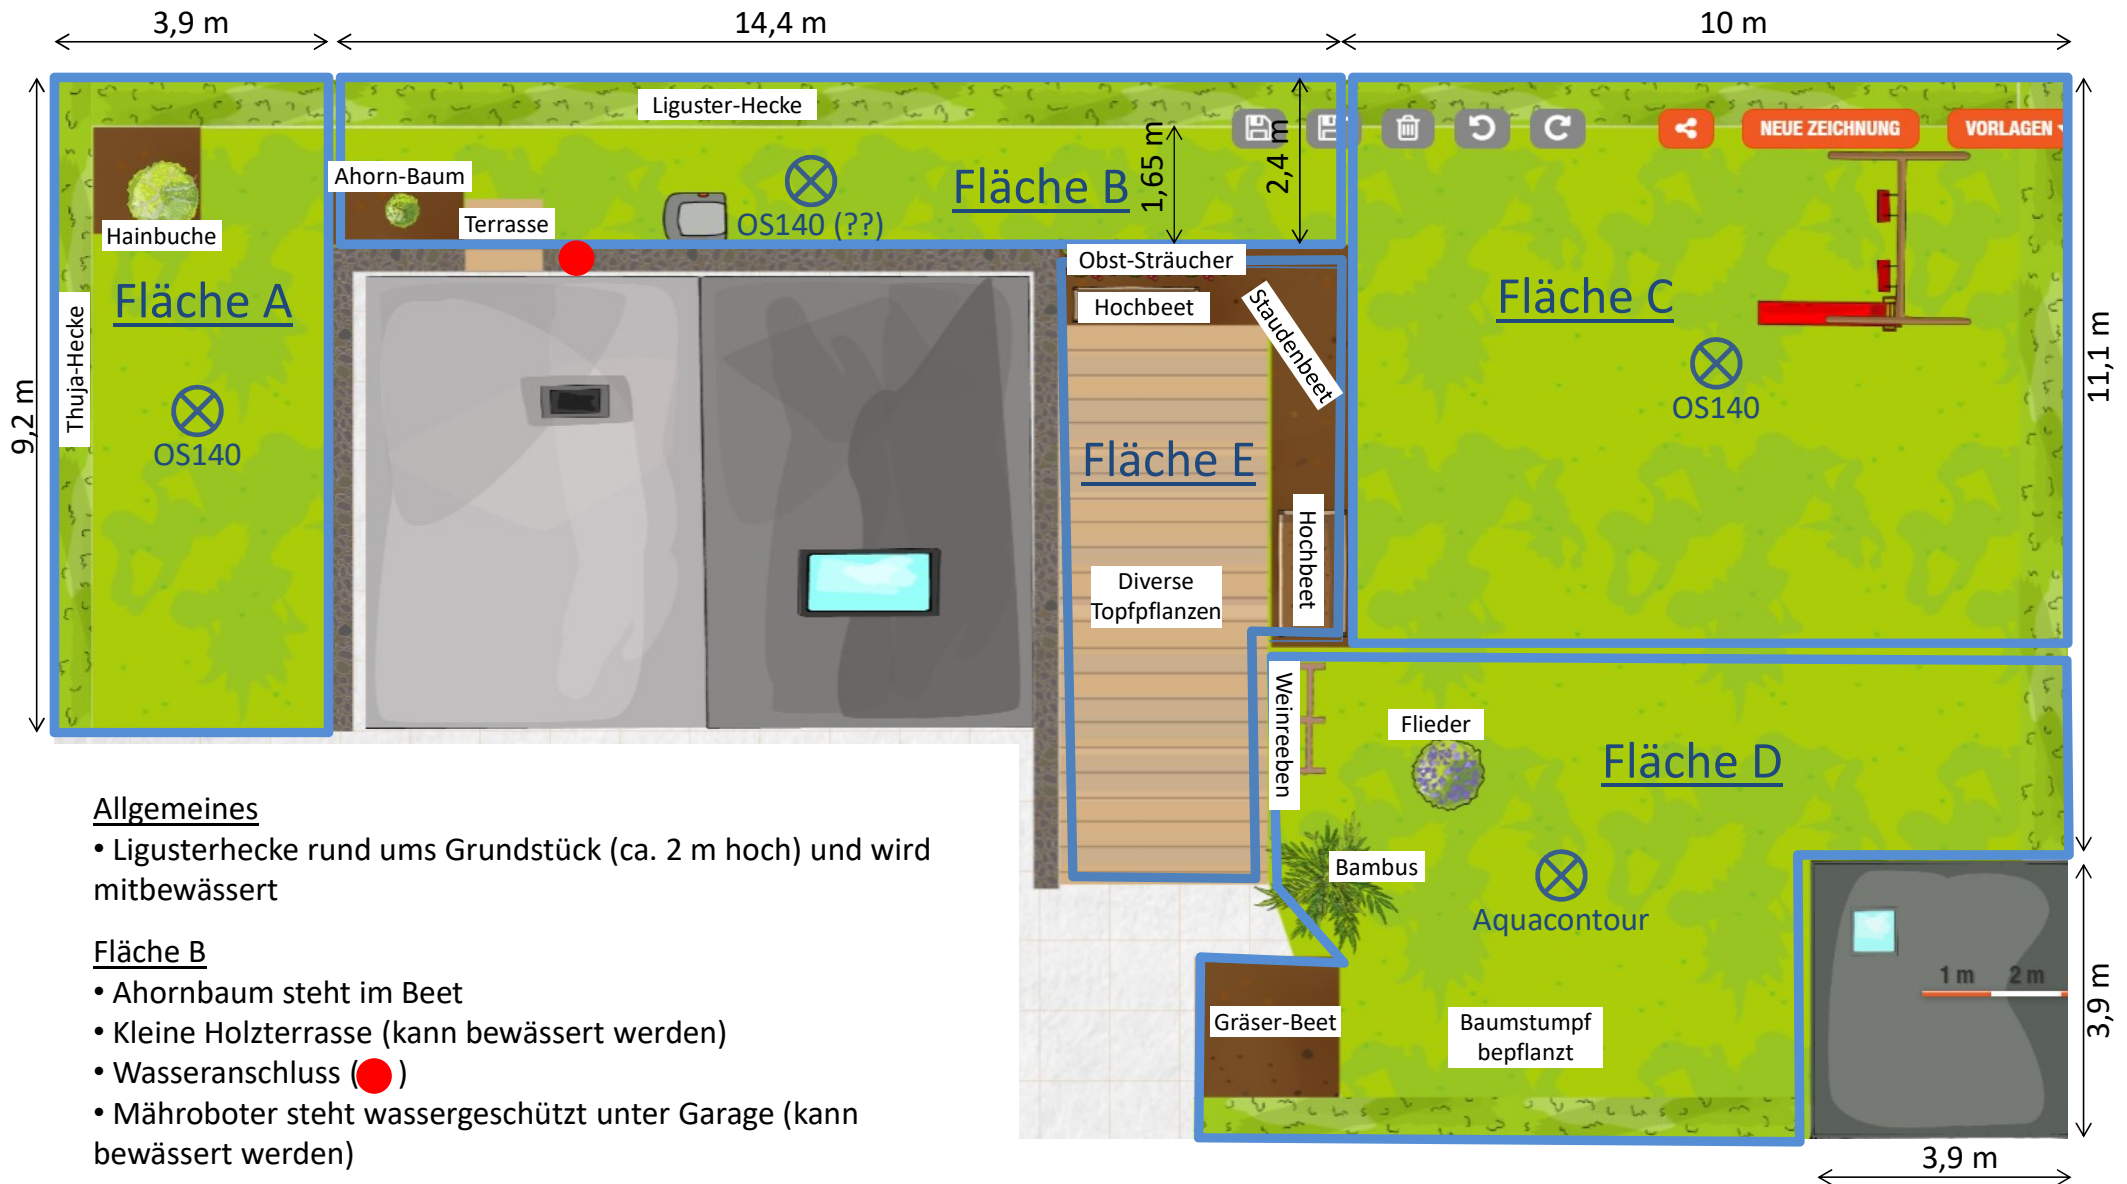 3,9 m
14,4 m
10 m
Liguster-Hecke
NEUE ZEICHNUNG
VORLAGEN
1,65 m
2,4 m
Ahorn-Baum
Fläche B
Hainbuche
Terrasse
OS140 (??)
Obst-Sträucher
Fläche A
Hochbeet
Staudenbeet
Fläche C
Thuja-Hecke
11,1 m
9,2 m
OS140
OS140
Fläche E
Hochbeet
Diverse
Topfpflanzen
Weinreeben
Flieder
Fläche D
Bambus
Aquacontour
1 m
2 m
3,9 m
Gräser-Beet
Baumstumpf
bepflanzt
3,9 m
Allgemeines
• Ligusterhecke rund ums Grundstück (ca. 2 m hoch) und wird
mitbewässert
Fläche B
• Ahornbaum steht im Beet
• Kleine Holzterrasse (kann bewässert werden)
• Wasseranschluss ( )
• Mähroboter steht wassergeschützt unter Garage (kann
bewässert werden)